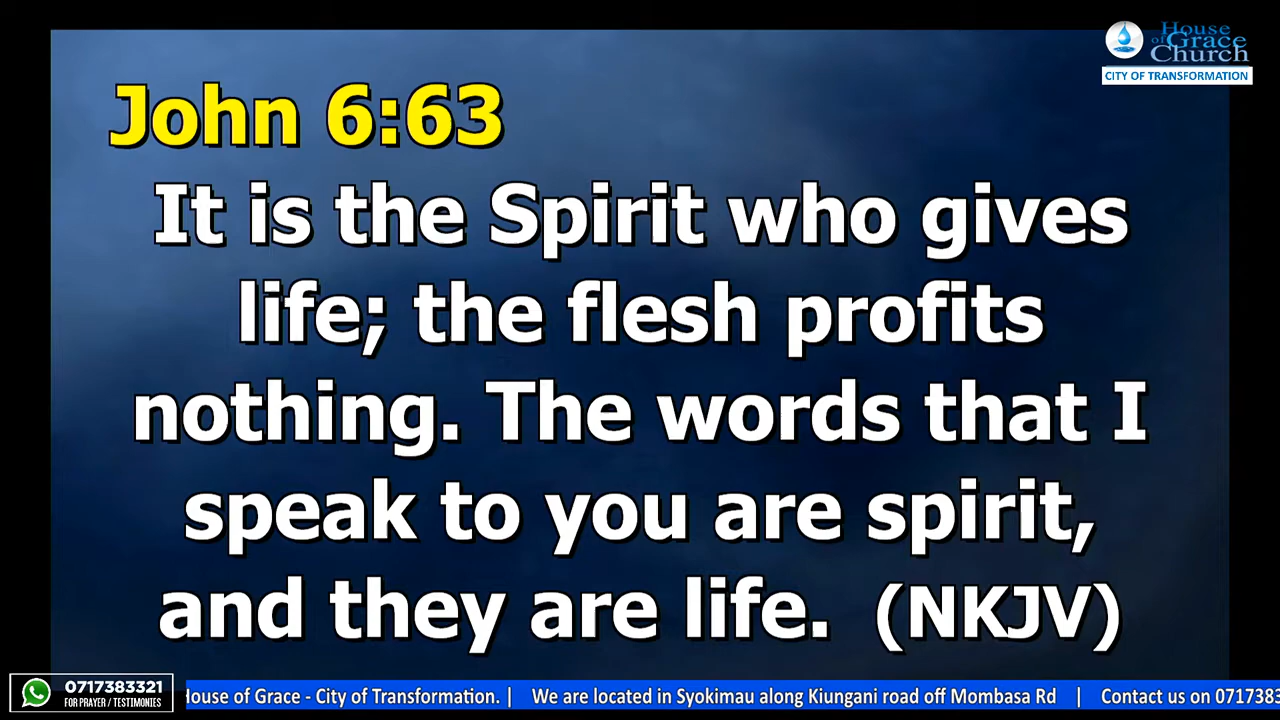 House
of Grace
Church
CITY OF TRANSFORMATION
John 6:63
It is the Spirit who gives
life; the flesh profits
nothing. The words that I
speak to you are spirit,
and they are life. (NKJV)
0717383321
FOR PRAYER / TESTIMONIES
House of Grace - City of Transformation. | We are located in Syokimau along Kiungani road off Mombasa Rd | Contact us on 0717383